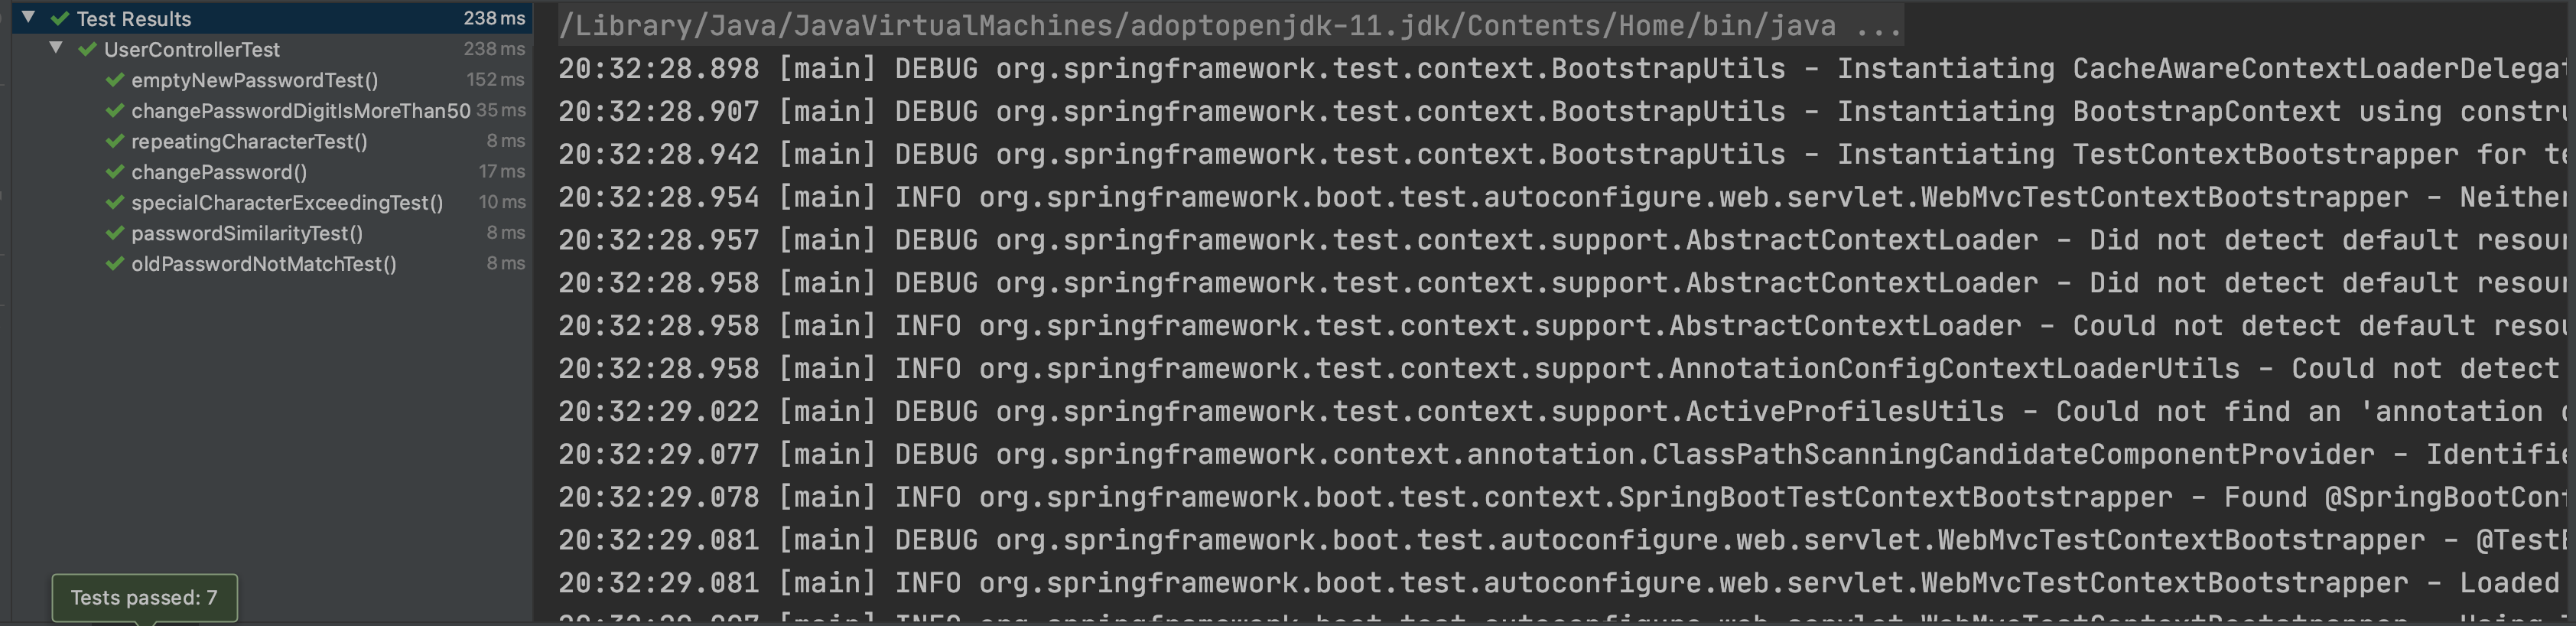 Test Results 238 ms
UserControllerTest 238 ms
emptyNewPasswordTest() 152 ms
changePasswordDigitIsMoreThan50 35 ms
repeatingCharacterTest() 8 ms
changePassword() 17 ms
specialCharacterExceedingTest() 10 ms
passwordSimilarityTest() 8 ms
oldPasswordNotMatchTest() 8 ms
Tests passed: 7
/Library/Java/JavaVirtualMachines/adoptopenjdk-11.jdk/Contents/Home/bin/java ...
20:32:28.898 [main] DEBUG org.springframework.test.context.BootstrapUtils - Instantiating CacheAwareContextLoaderDelegat
20:32:28.907 [main] DEBUG org.springframework.test.context.BootstrapUtils - Instantiating BootstrapContext using constru
20:32:28.942 [main] DEBUG org.springframework.test.context.BootstrapUtils - Instantiating TestContextBootstrapper for te
20:32:28.954 [main] INFO org.springframework.boot.test.autoconfigure.web.servlet.WebMvcTestContextBootstrapper - Neither
20:32:28.957 [main] DEBUG org.springframework.test.context.support.AbstractContextLoader - Did not detect default resour
20:32:28.958 [main] DEBUG org.springframework.test.context.support.AbstractContextLoader - Did not detect default resour
20:32:28.958 [main] INFO org.springframework.test.context.support.AbstractContextLoader - Could not detect default resou
20:32:28.958 [main] INFO org.springframework.test.context.support.AnnotationConfigContextLoaderUtils - Could not detect
20:32:29.022 [main] DEBUG org.springframework.test.context.support.ActiveProfilesUtils - Could not find an 'annotation d
20:32:29.077 [main] DEBUG org.springframework.context.annotation.ClassPathScanningCandidateComponentProvider - Identifie
20:32:29.078 [main] INFO org.springframework.boot.test.context.SpringBootTestContextBootstrapper - Found @SpringBootCon
20:32:29.081 [main] DEBUG org.springframework.boot.test.autoconfigure.web.servlet.WebMvcTestContextBootstrapper - @TestE
20:32:29.081 [main] INFO org.springframework.boot.test.autoconfigure.web.servlet.WebMvcTestContextBootstrapper - Loaded